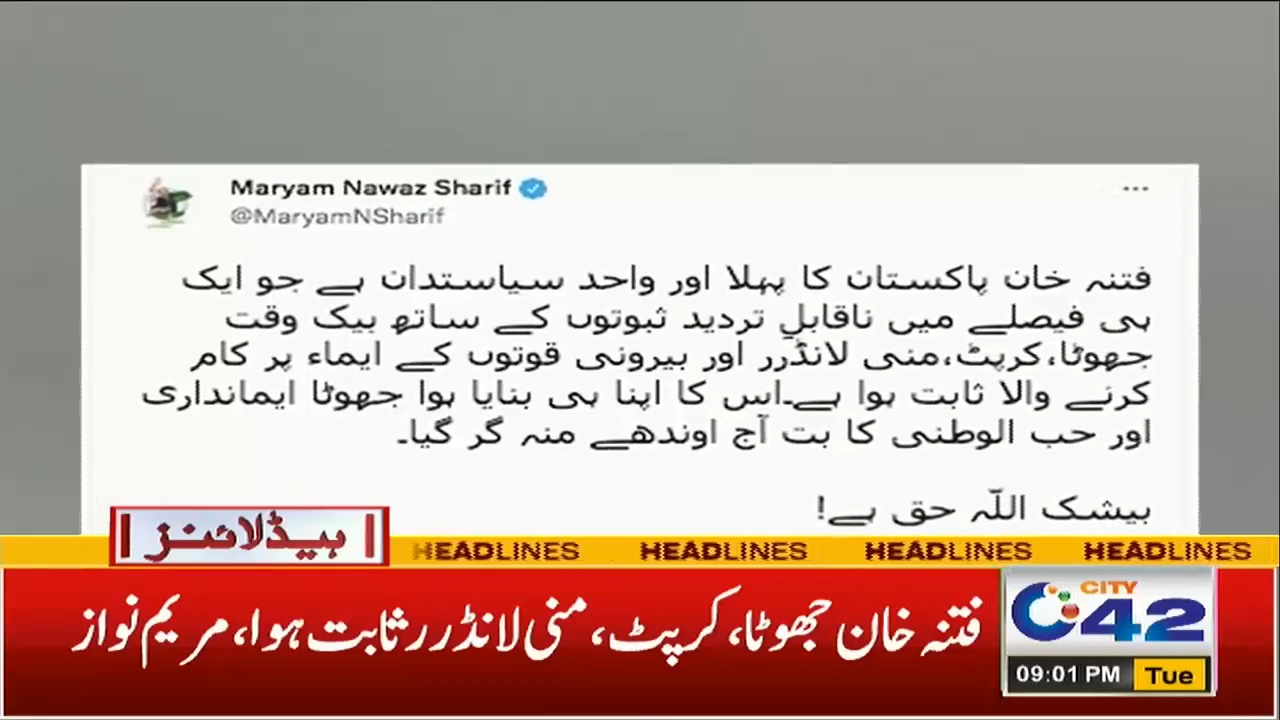 Maryam Nawaz Sharif
@MaryamNSharif
فتنہ خان پاکستان کا پہلا اور واحد سیاستدان ہے جو ایک
ہی فیصلے میں ناقابلِ تردید ثبوتوں کے ساتھ بیک وقت
جھوٹا،کرپٹ،منی لانڈرر اور بیرونی قوتوں کے ایماء پر کام
کرنے والا ثابت ہوا ہے۔اس کا اپنا ہی بنایا ہوا جھوٹا ایمانداری
اور حب الوطنی کا بت آج اوندھے منہ گر گیا۔
بیشک اللّہ حق ہے!
ہیڈلائنز
HEADLINES HEADLINES HEADLINES HEADLINES
فتنہ خان جھوٹا، کرپٹ، منی لانڈرر ثابت ہوا، مریم نواز
CITY
42
09:01 PM Tue